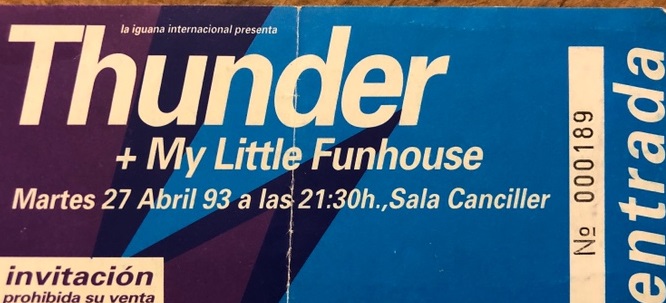 la iguana internacional presenta
Thunder
+ My Little Funhouse
Martes 27 Abril 93 a las 21:30h.,Sala Canciller
invitación
prohibida su venta
Nº 000189
entrada